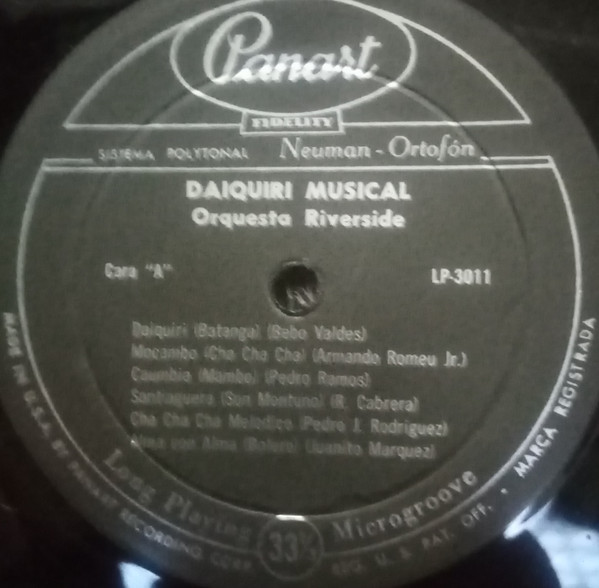 Panart
FIDELITY
SISTEMA POLYTONAL Neuman - Ortofón
DAIQUIRI MUSICAL
Orquesta Riverside
Cara "A"
LP-3011
Daiquiri (Batanga) (Bebo Valdes)
Mocambo (Cha Cha Cha) (Armando Romeu Jr.)
(Mambo) (Pedro Ramos)
Santiaguera (Son Montuno) (R. Cabrera)
Cha Cha Cha Melodico (Pedro J. Rodriguez)
Alma con Alma (Bolero) (Juanito Marquez)
Long Playing 33⅓ Microgroove
MADE IN U.S.A. BY PANART RECORDING CORP. REG. U. S. PAT. OFF. • MARCA REGISTRADA